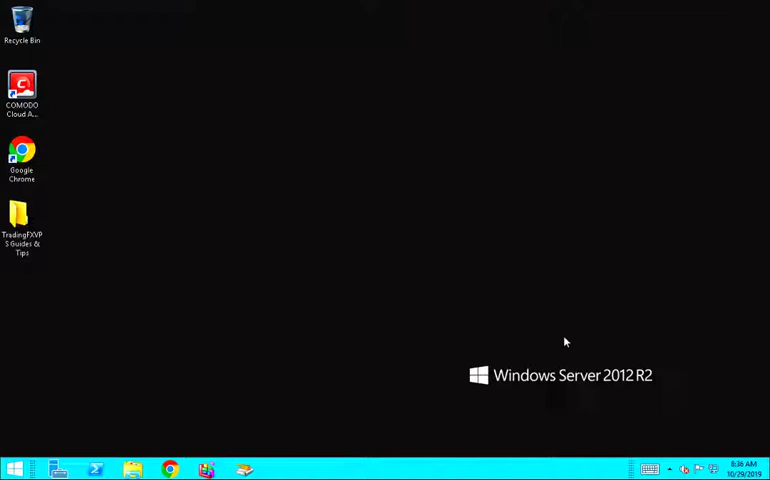 Recycle Bin
COMODO
Cloud A...
Google
Chrome
TradingFXVP
S Guides &
Tips
Windows Server 2012 R2
8:36 AM
10/29/2019